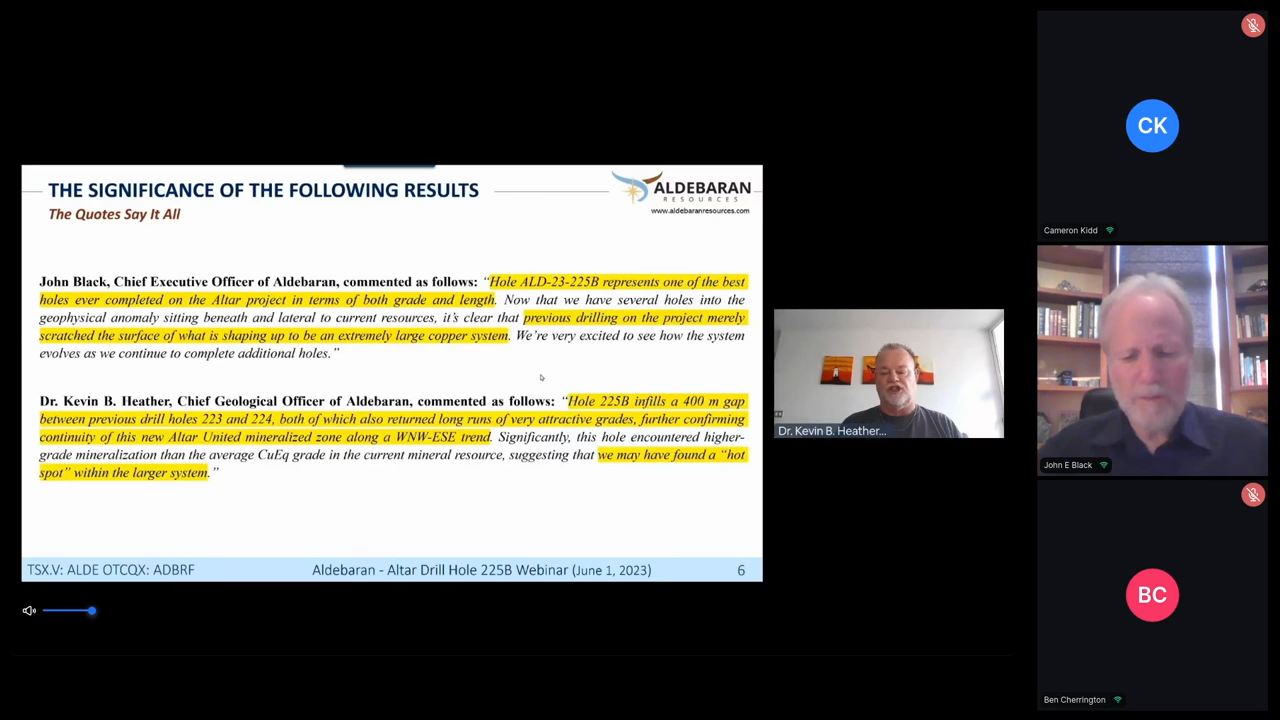 THE SIGNIFICANCE OF THE FOLLOWING RESULTS
The Quotes Say It All
ALDEBARAN
RESOURCES
www.aldebaranresources.com
John Black, Chief Executive Officer of Aldebaran, commented as follows: “Hole ALD-23-225B represents one of the best
holes ever completed on the Altar project in terms of both grade and length. Now that we have several holes into the
geophysical anomaly sitting beneath and lateral to current resources, it’s clear that previous drilling on the project merely
scratched the surface of what is shaping up to be an extremely large copper system. We’re very excited to see how the system
evolves as we continue to complete additional holes.”
Dr. Kevin B. Heather, Chief Geological Officer of Aldebaran, commented as follows: “Hole 225B infills a 400 m gap
between previous drill holes 223 and 224, both of which also returned long runs of very attractive grades, further confirming
continuity of this new Altar United mineralized zone along a WNW-ESE trend. Significantly, this hole encountered higher-
grade mineralization than the average CuEq grade in the current mineral resource, suggesting that we may have found a “hot
spot” within the larger system.”
TSX.V: ALDE OTCQX: ADBRF
Aldebaran - Altar Drill Hole 225B Webinar (June 1, 2023)
6
Dr. Kevin B. Heather...
CK
Cameron Kidd
John E Black
BC
Ben Cherrington